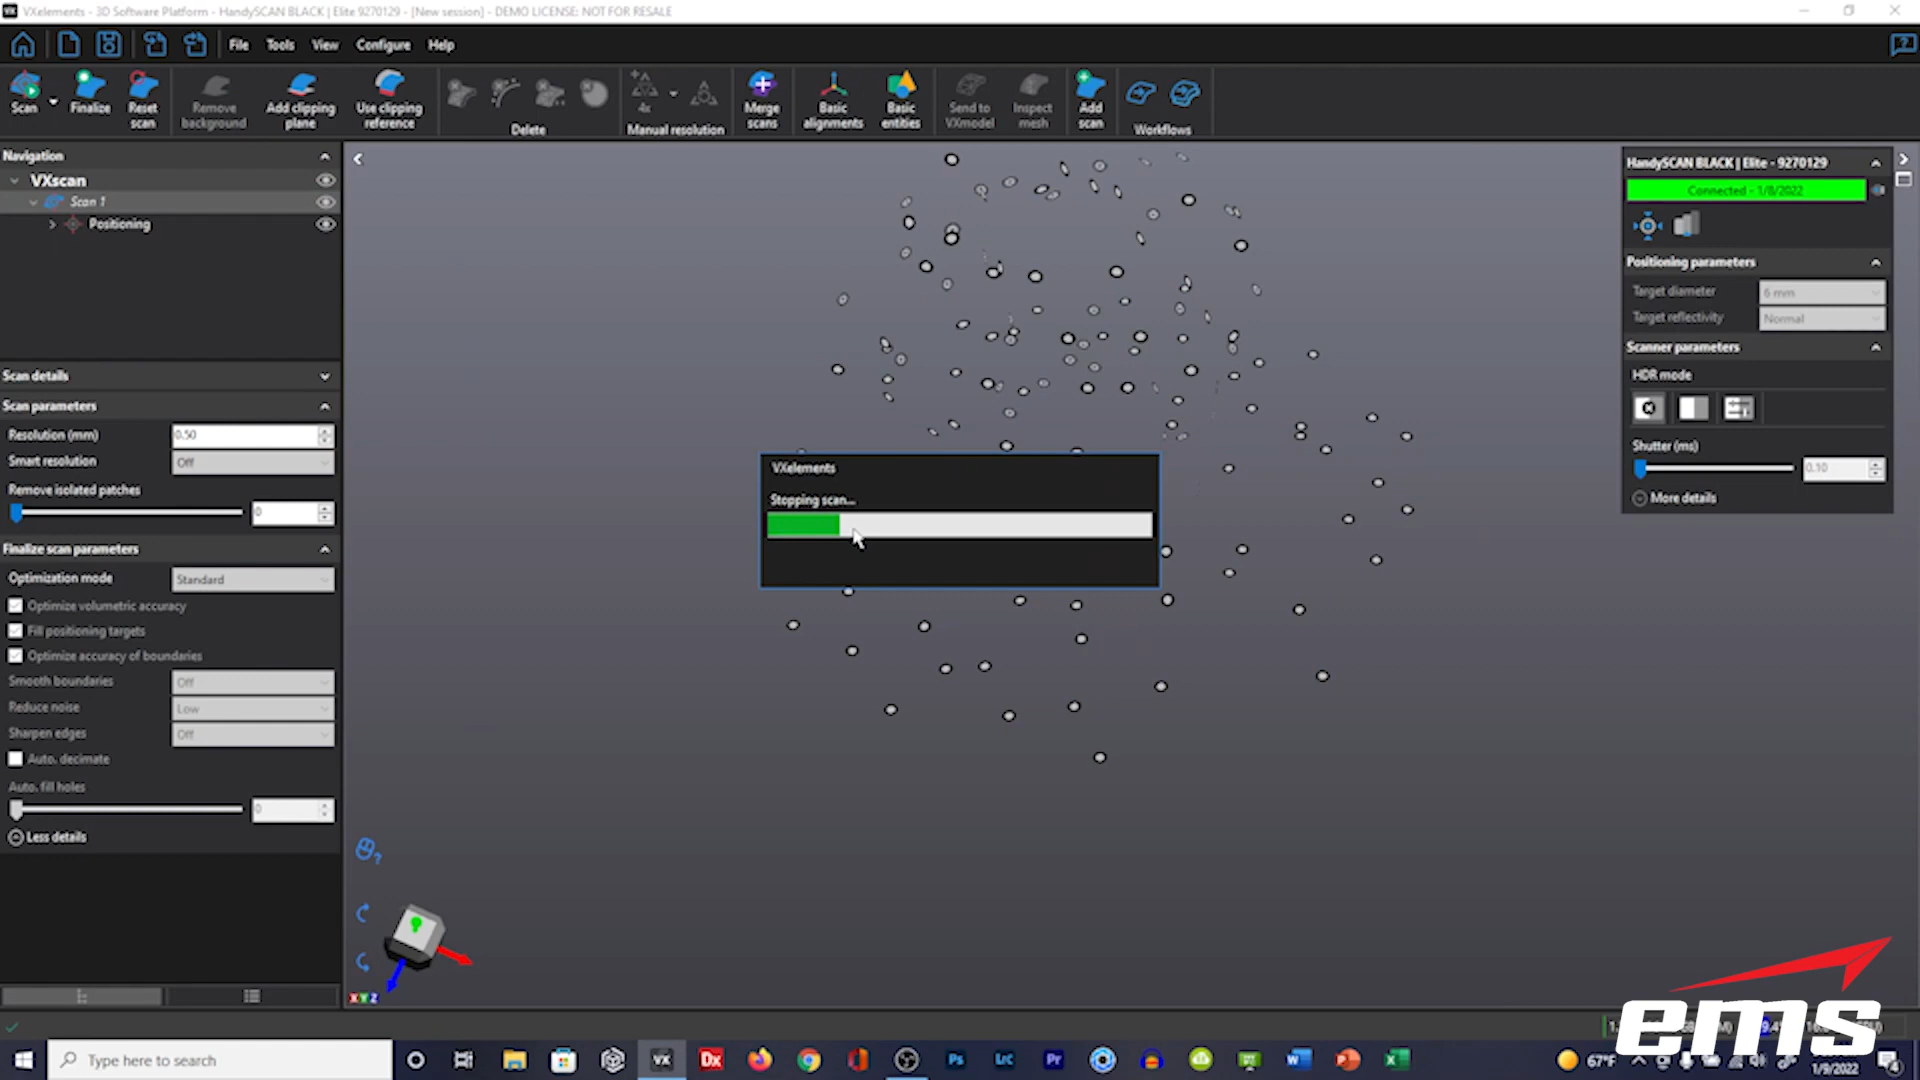 VXelements - 3D Software Platform - HandySCAN BLACK | Elite 9270129 - [New session] - DEMO LICENSE: NOT FOR RESALE
File Tools View Configure Help
Scan
Finalize
Reset scan
Remove background
Add clipping plane
Use clipping reference
Delete
4x
Manual resolution
Merge scans
Basic alignments
Basic entities
Send to VXmodel
Inspect mesh
Add scan
Workflows
Navigation
VXscan
Scan 1
Positioning
Scan details
Scan parameters
Resolution (mm) 0.50
Smart resolution Off
Remove isolated patches
0
Finalize scan parameters
Optimization mode Standard
Optimize volumetric accuracy
Fill positioning targets
Optimize accuracy of boundaries
Smooth boundaries Off
Reduce noise Low
Sharpen edges Off
Auto. decimate
Auto. fill holes
0
Less details
VXelements
Stopping scan...
HandySCAN BLACK | Elite - 9270129
Connected - 1/8/2022
Positioning parameters
Target diameter 6 mm
Target reflectivity Normal
Scanner parameters
HDR mode
Shutter (ms)
0.10
More details
X Y Z
ems
Type here to search
VX
Dx
Ps
Lrc
Pr
67°F
1/9/2022
4